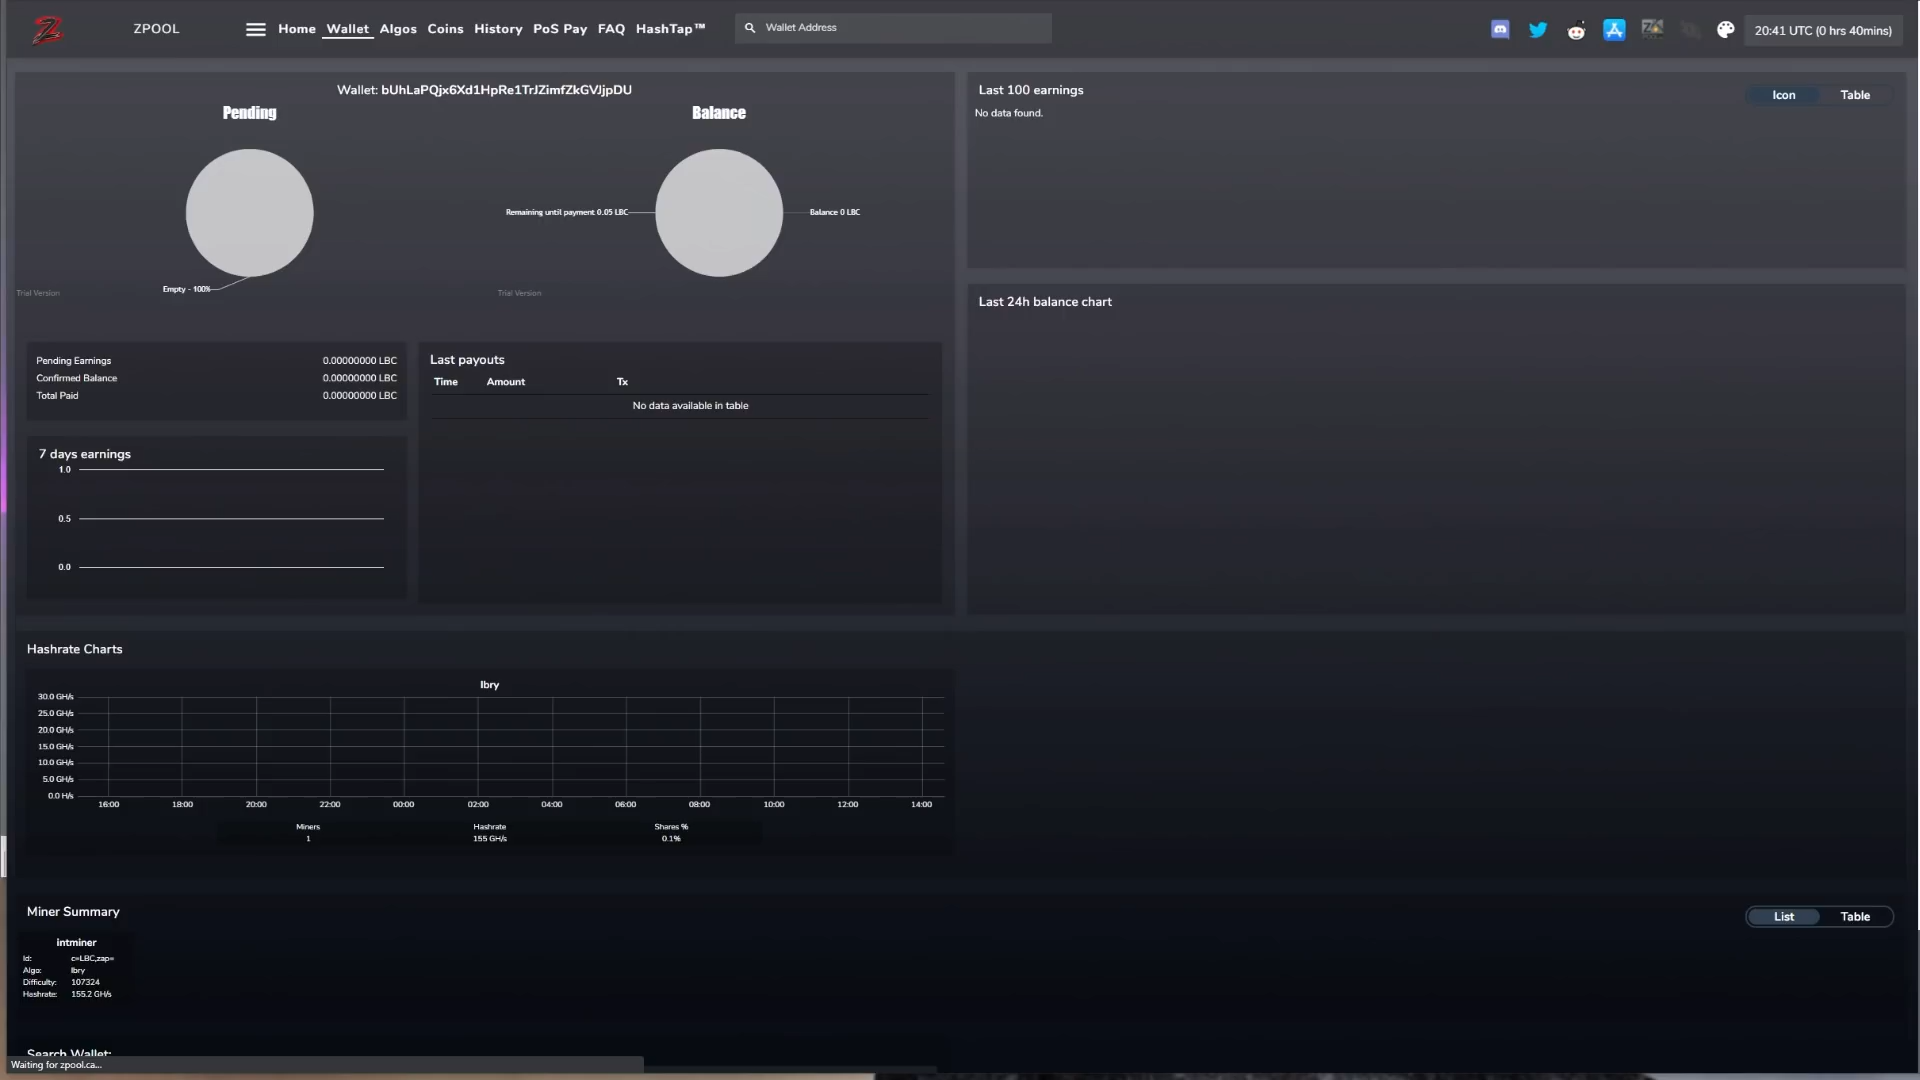 ZPOOL
Home Wallet Algos Coins History PoS Pay FAQ HashTap™
Wallet Address
20:41 UTC (0 hrs 40mins)
Wallet: bUhLaPQjx6Xd1HpRe1TrJZimfZkGVJjpDU
Pending
Balance
Remaining until payment 0.05 LBC
Balance 0 LBC
Empty - 100%
Trial Version
Trial Version
Pending Earnings 0.00000000 LBC
Confirmed Balance 0.00000000 LBC
Total Paid 0.00000000 LBC
Last payouts
Time Amount Tx
No data available in table
7 days earnings
1.0
0.5
0.0
Last 100 earnings
Icon Table
No data found.
Last 24h balance chart
Hashrate Charts
lbry
30.0 GH/s
25.0 GH/s
20.0 GH/s
15.0 GH/s
10.0 GH/s
5.0 GH/s
0.0 H/s
16:00 18:00 20:00 22:00 00:00 02:00 04:00 06:00 08:00 10:00 12:00 14:00
Miners Hashrate Shares %
1 155 GH/s 0.1%
Miner Summary
List Table
intminer
Id: c=LBC,zap=
Algo: lbry
Difficulty: 107324
Hashrate: 155.2 GH/s
Search Wallet:
Waiting for zpool.ca...